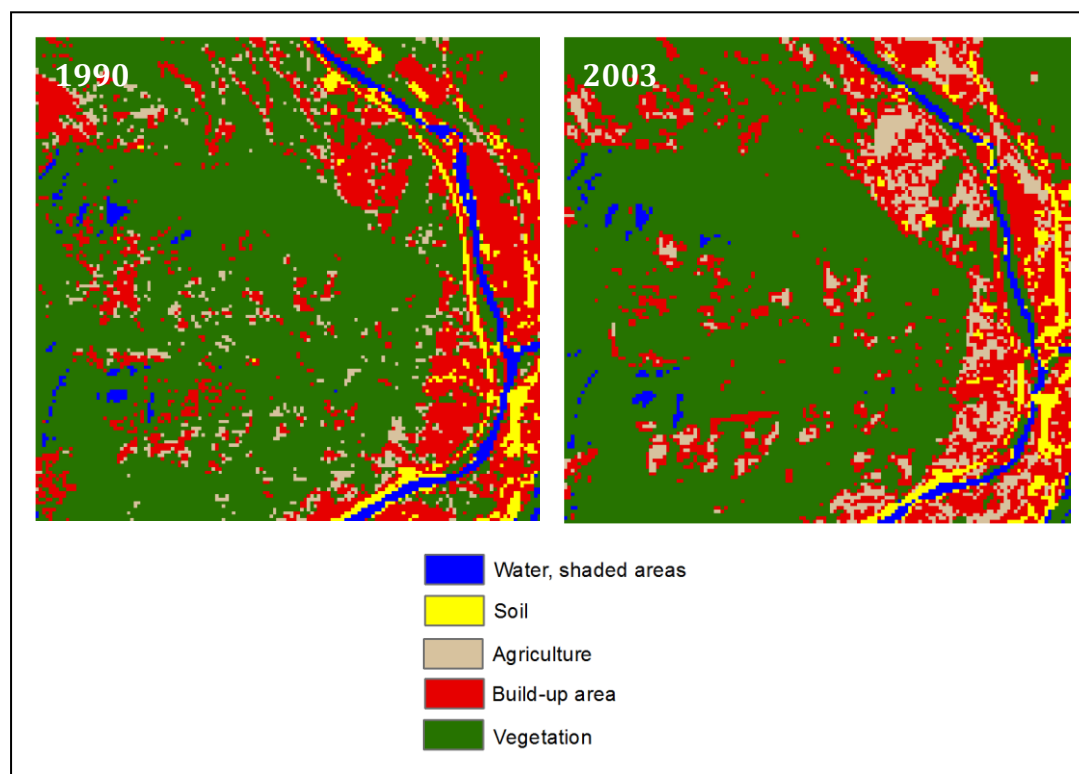 1990
2003
Water, shaded areas
Soil
Agriculture
Build-up area
Vegetation